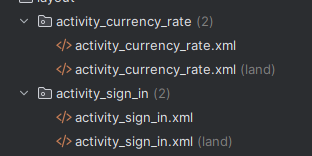 layout
activity_currency_rate (2)
activity_currency_rate.xml
activity_currency_rate.xml (land)
activity_sign_in (2)
activity_sign_in.xml
activity_sign_in.xml (land)